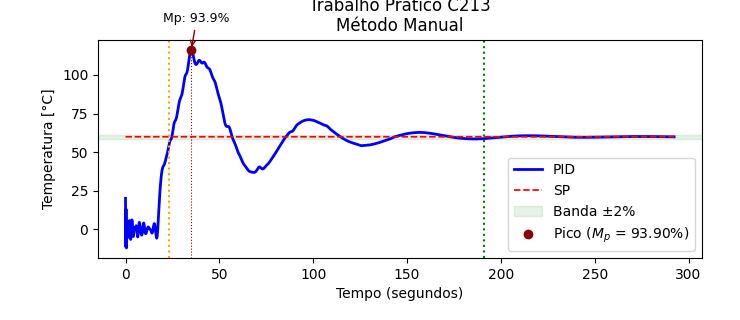 Trabalho Prático C213
Método Manual
Mp: 93.9%
Temperatura [°C]
100
75
50
25
0
PID
SP
Banda ±2%
Pico (Mp = 93.90%)
0 50 100 150 200 250 300
Tempo (segundos)